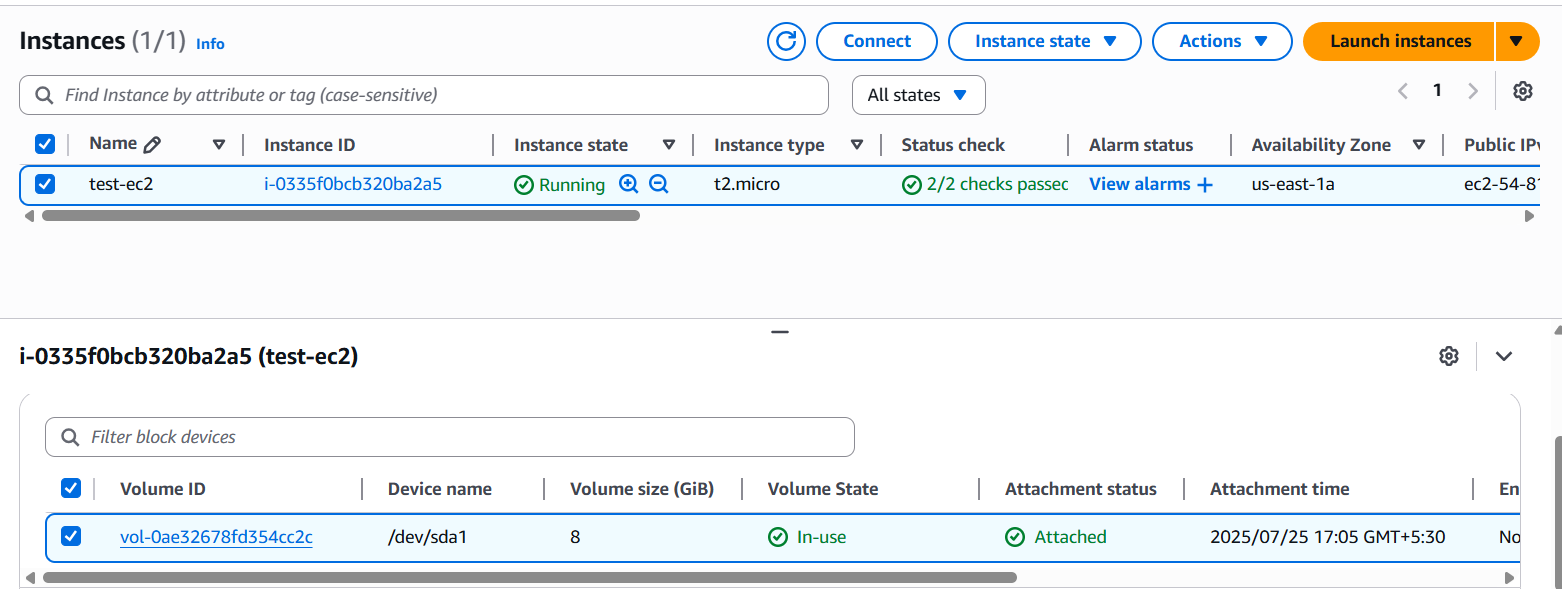 Instances (1/1) Info Connect Instance state Actions Launch instances
Find Instance by attribute or tag (case-sensitive) All states 1
Name Instance ID Instance state Instance type Status check Alarm status Availability Zone Public IPv
test-ec2 i-0335f0bcb320ba2a5 Running t2.micro 2/2 checks passed View alarms + us-east-1a ec2-54-81
i-0335f0bcb320ba2a5 (test-ec2)
Filter block devices
Volume ID Device name Volume size (GiB) Volume State Attachment status Attachment time En
vol-0ae32678fd354cc2c /dev/sda1 8 In-use Attached 2025/07/25 17:05 GMT+5:30 No